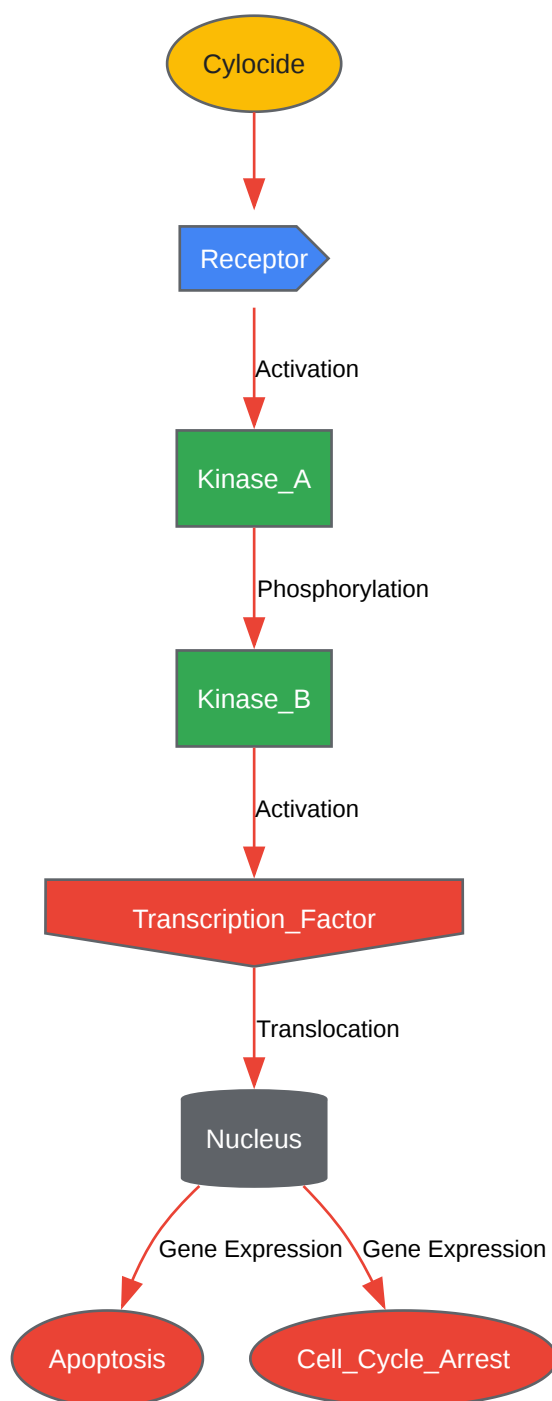 Cylocide
Receptor
Activation
Kinase_A
Phosphorylation
Kinase_B
Activation
Transcription_Factor
Translocation
Nucleus
Gene Expression
Gene Expression
Apoptosis
Cell_Cycle_Arrest